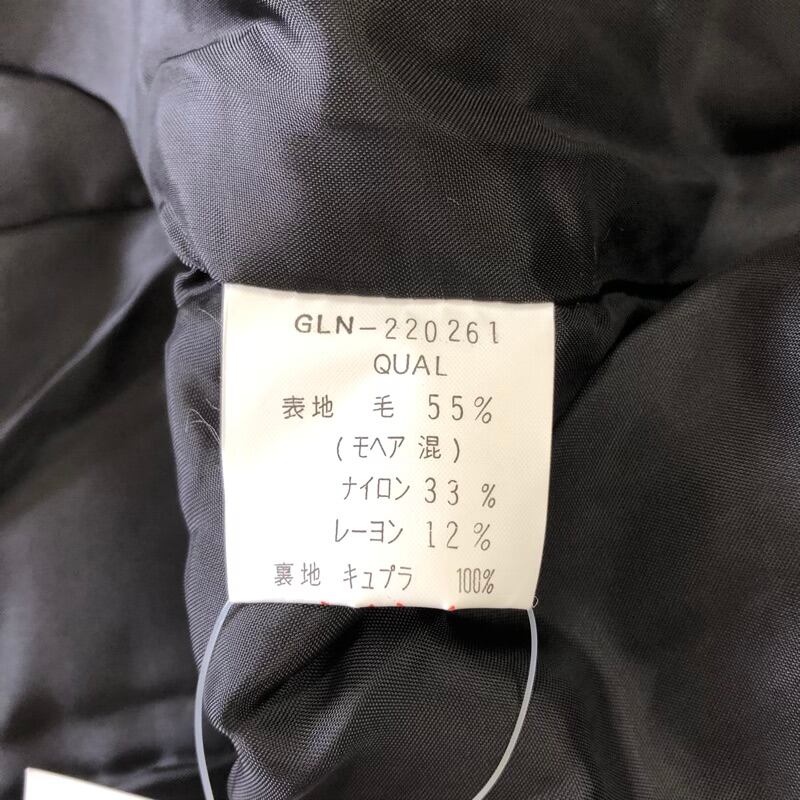 GLN-220261
QUAL
表地 毛 55%
(モヘア混)
ナイロン 33%
レーヨン 12%
裏地 キュプラ 100%